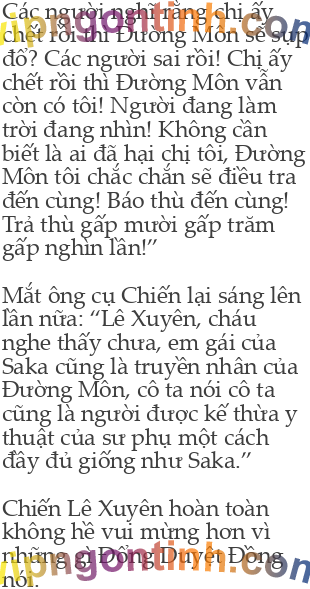 Các người nghĩ rằng chị ấy
chết rồi thì Đường Môn sẽ sụp
đổ? Các người sai rồi! Chị ấy
chết rồi thì Đường Môn vẫn
còn có tôi! Người đang làm
trời đang nhìn! Không cần
biết là ai đã hại chị tôi, Đường
Môn tôi chắc chắn sẽ điều tra
đến cùng! Báo thù đến cùng!
Trả thù gấp mười gấp trăm
gấp nghìn lần!”
Mắt ông cụ Chiến lại sáng lên
lần nữa: “Lê Xuyên, cháu
nghe thấy chưa, em gái của
Saka cũng là truyền nhân của
Đường Môn, cô ta nói cô ta
cũng là người được kế thừa y
thuật của sư phụ một cách
đầy đủ giống như Saka.”
Chiến Lê Xuyên hoàn toàn
không hề vui mừng hơn vì
những gì Đổng Duyệt Đồng
nói.
vipngontinh.com
vipngontinh.com